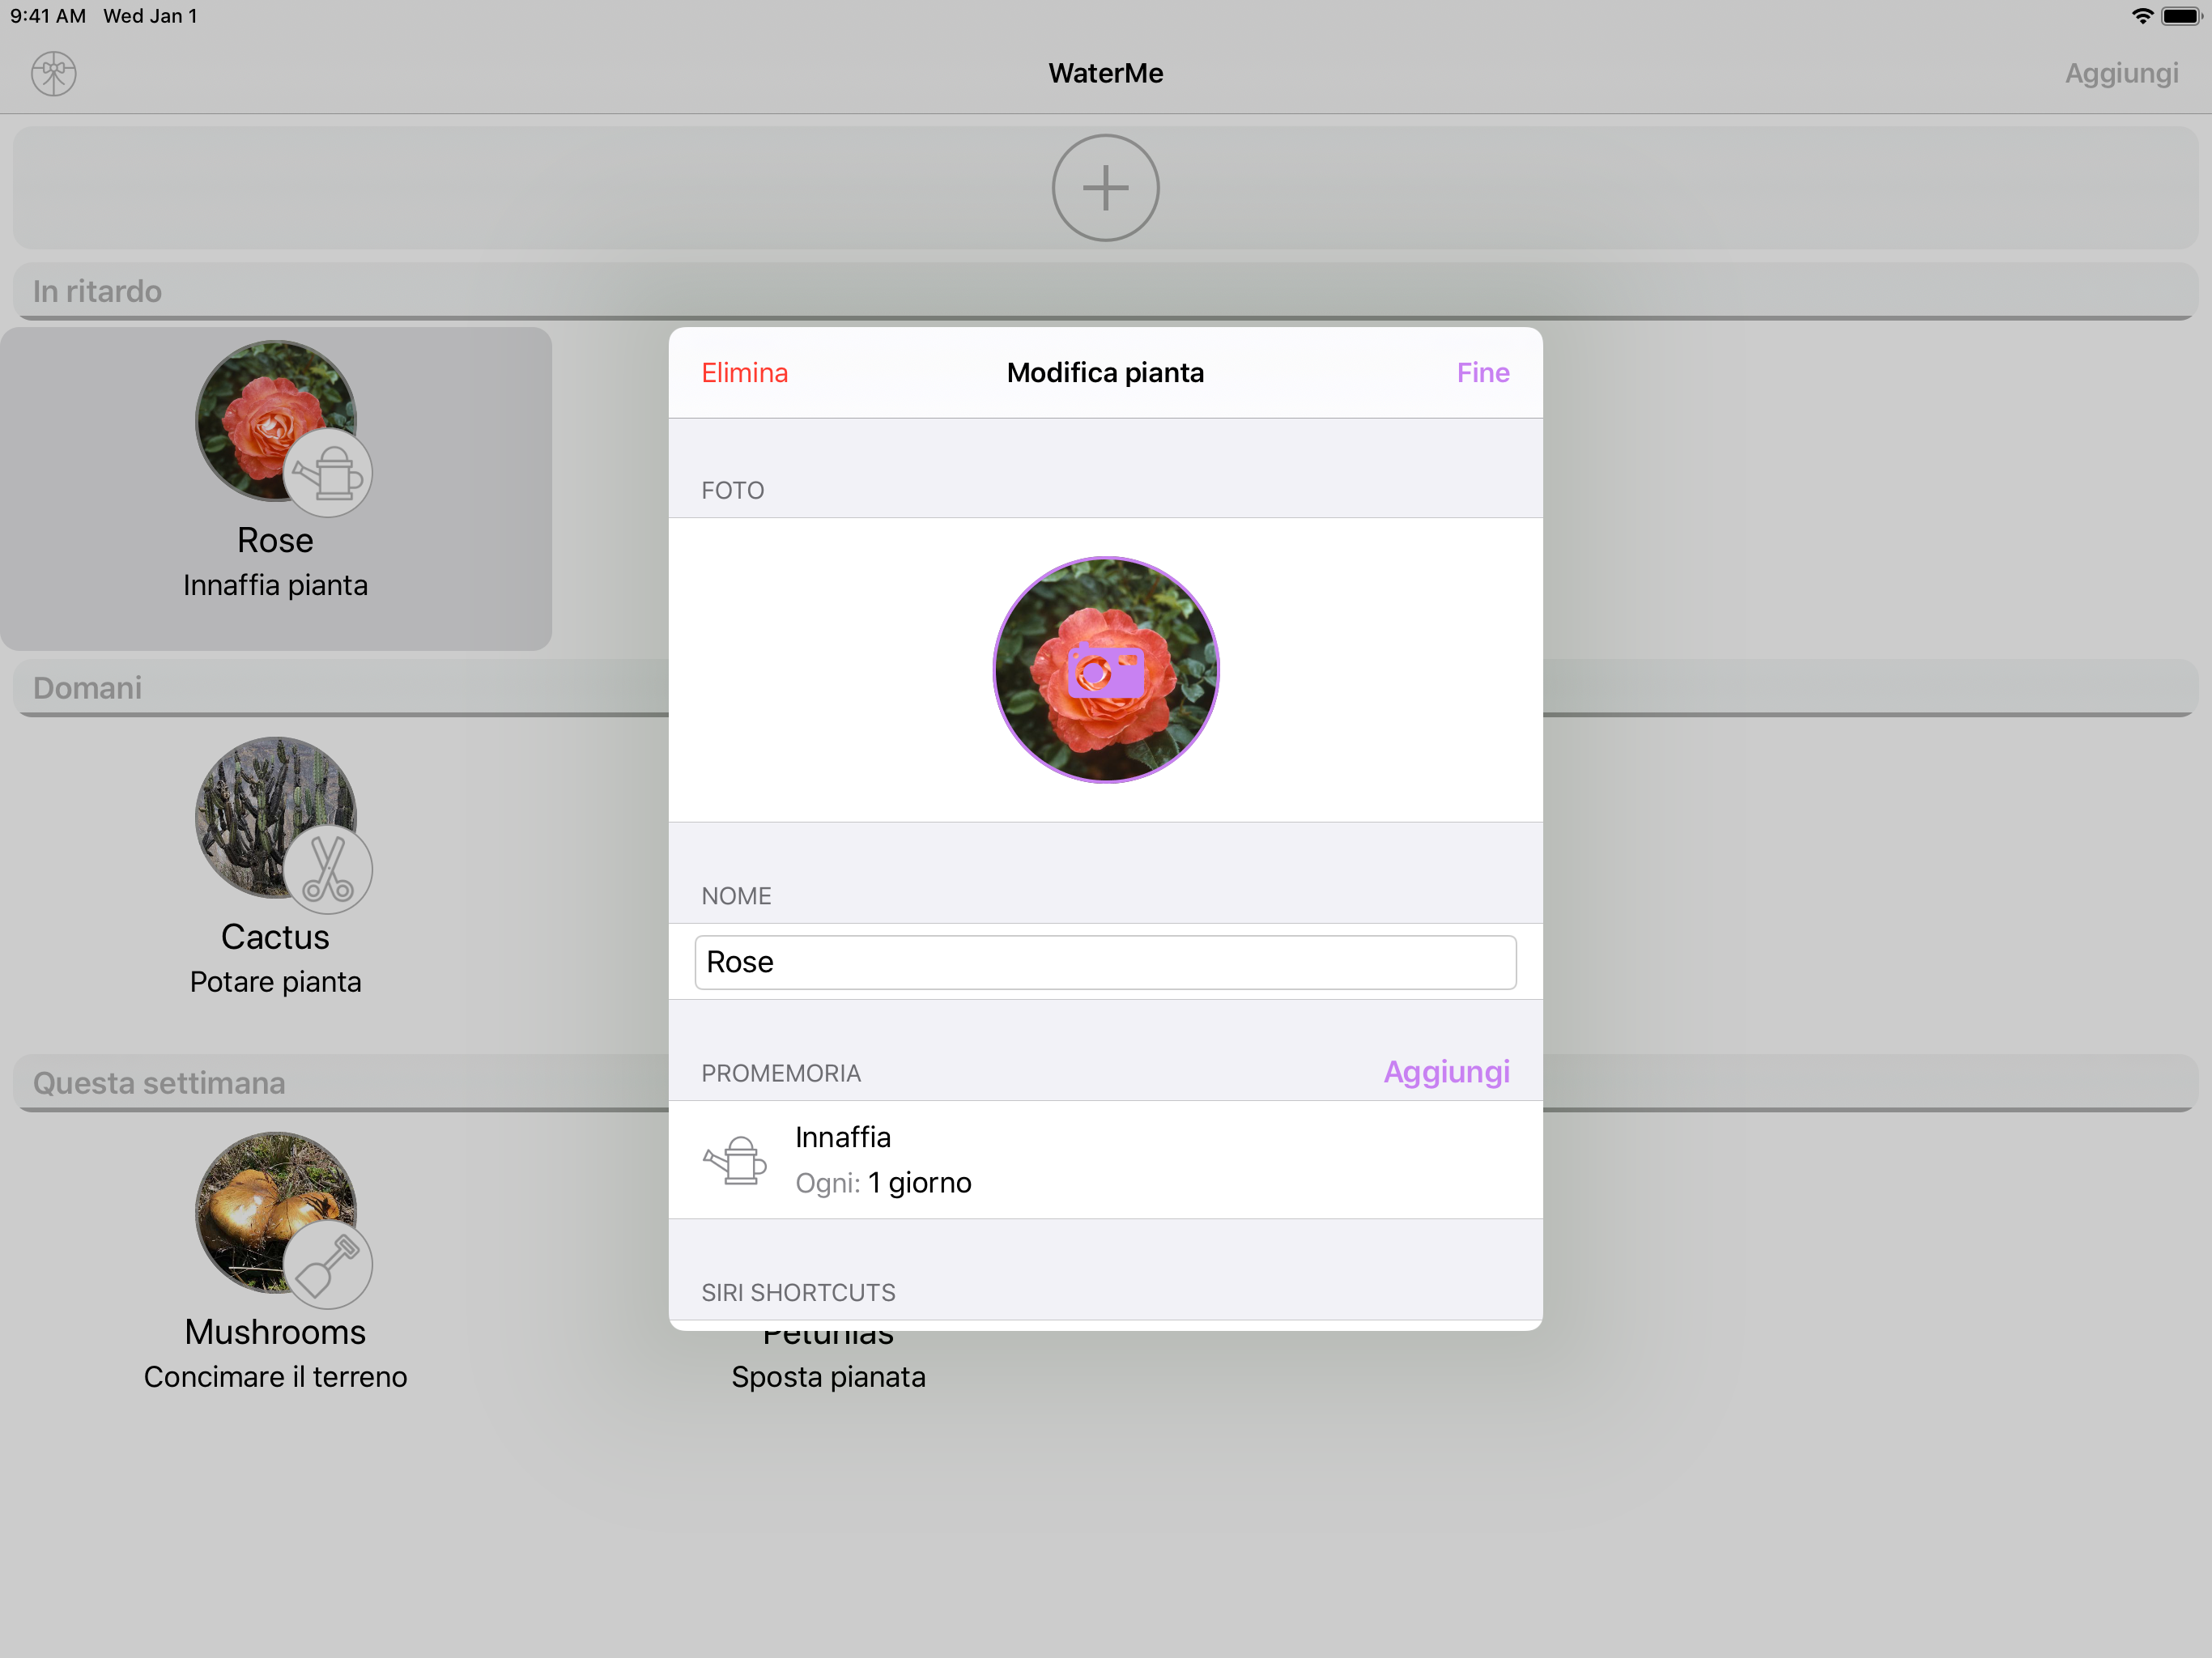 9:41 AM Wed Jan 1
WaterMe
Aggiungi
In ritardo
Rose
Innaffia pianta
Domani
Cactus
Potare pianta
Questa settimana
Mushrooms
Concimare il terreno
Petunias
Sposta pianata
Elimina
Modifica pianta
Fine
FOTO
NOME
Rose
PROMEMORIA
Aggiungi
Innaffia
Ogni: 1 giorno
SIRI SHORTCUTS